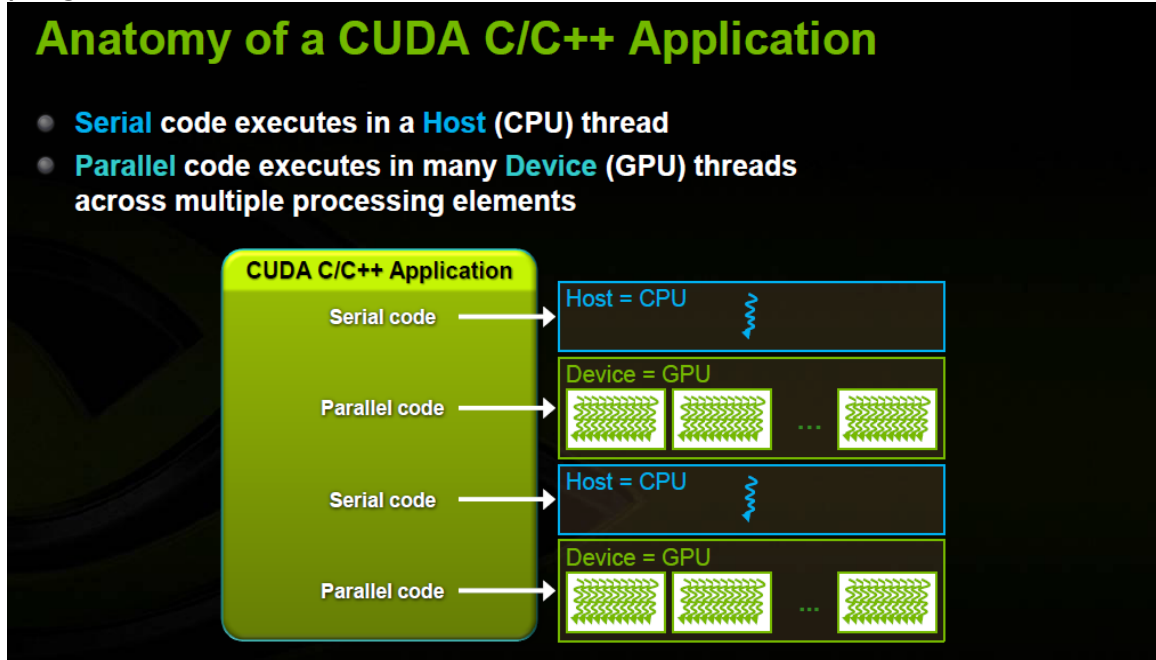 Anatomy of a CUDA C/C++ Application
Serial code executes in a Host (CPU) thread
Parallel code executes in many Device (GPU) threads
across multiple processing elements
CUDA C/C++ Application
Serial code
Host = CPU
Parallel code
Device = GPU
...
Serial code
Host = CPU
Parallel code
Device = GPU
...